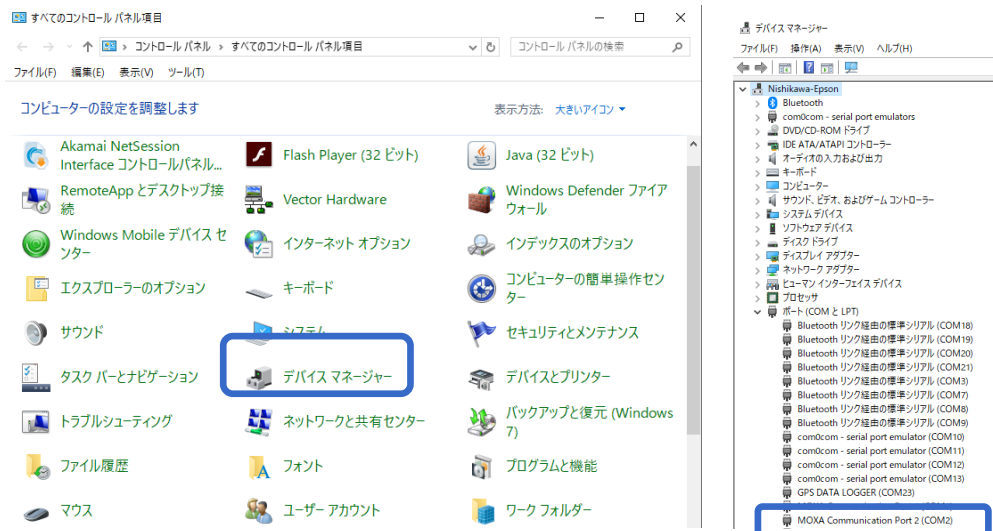 すべてのコントロール パネル項目
コントロール パネル › すべてのコントロール パネル項目
コントロール パネルの検索
ファイル(F) 編集(E) 表示(V) ツール(T)
コンピューターの設定を調整します
表示方法: 大きいアイコン
Akamai NetSession
Interface コントロールパネル...
Flash Player (32 ビット)
Java (32 ビット)
RemoteApp とデスクトップ接
続
Vector Hardware
Windows Defender ファイア
ウォール
Windows Mobile デバイス セ
ンター
インターネット オプション
インデックスのオプション
エクスプローラーのオプション
キーボード
コンピューターの簡単操作セン
ター
サウンド
システム
セキュリティとメンテナンス
タスク バーとナビゲーション
デバイス マネージャー
デバイスとプリンター
トラブルシューティング
ネットワークと共有センター
バックアップと復元 (Windows
7)
ファイル履歴
フォント
プログラムと機能
マウス
ユーザー アカウント
ワーク フォルダー
デバイス マネージャー
ファイル(F) 操作(A) 表示(V) ヘルプ(H)
Nishikawa-Epson
Bluetooth
com0com - serial port emulators
DVD/CD-ROM ドライブ
IDE ATA/ATAPI コントローラー
オーディオの入力および出力
キーボード
コンピューター
サウンド、ビデオ、およびゲーム コントローラー
システム デバイス
ソフトウェア デバイス
ディスク ドライブ
ディスプレイ アダプター
ネットワーク アダプター
ヒューマン インターフェイス デバイス
プロセッサ
ポート (COM と LPT)
Bluetooth リンク経由の標準シリアル (COM18)
Bluetooth リンク経由の標準シリアル (COM19)
Bluetooth リンク経由の標準シリアル (COM20)
Bluetooth リンク経由の標準シリアル (COM21)
Bluetooth リンク経由の標準シリアル (COM3)
Bluetooth リンク経由の標準シリアル (COM7)
Bluetooth リンク経由の標準シリアル (COM8)
Bluetooth リンク経由の標準シリアル (COM9)
com0com - serial port emulator (COM10)
com0com - serial port emulator (COM11)
com0com - serial port emulator (COM12)
com0com - serial port emulator (COM13)
GPS DATA LOGGER (COM23)
MOXA Communication Port 2 (COM2)